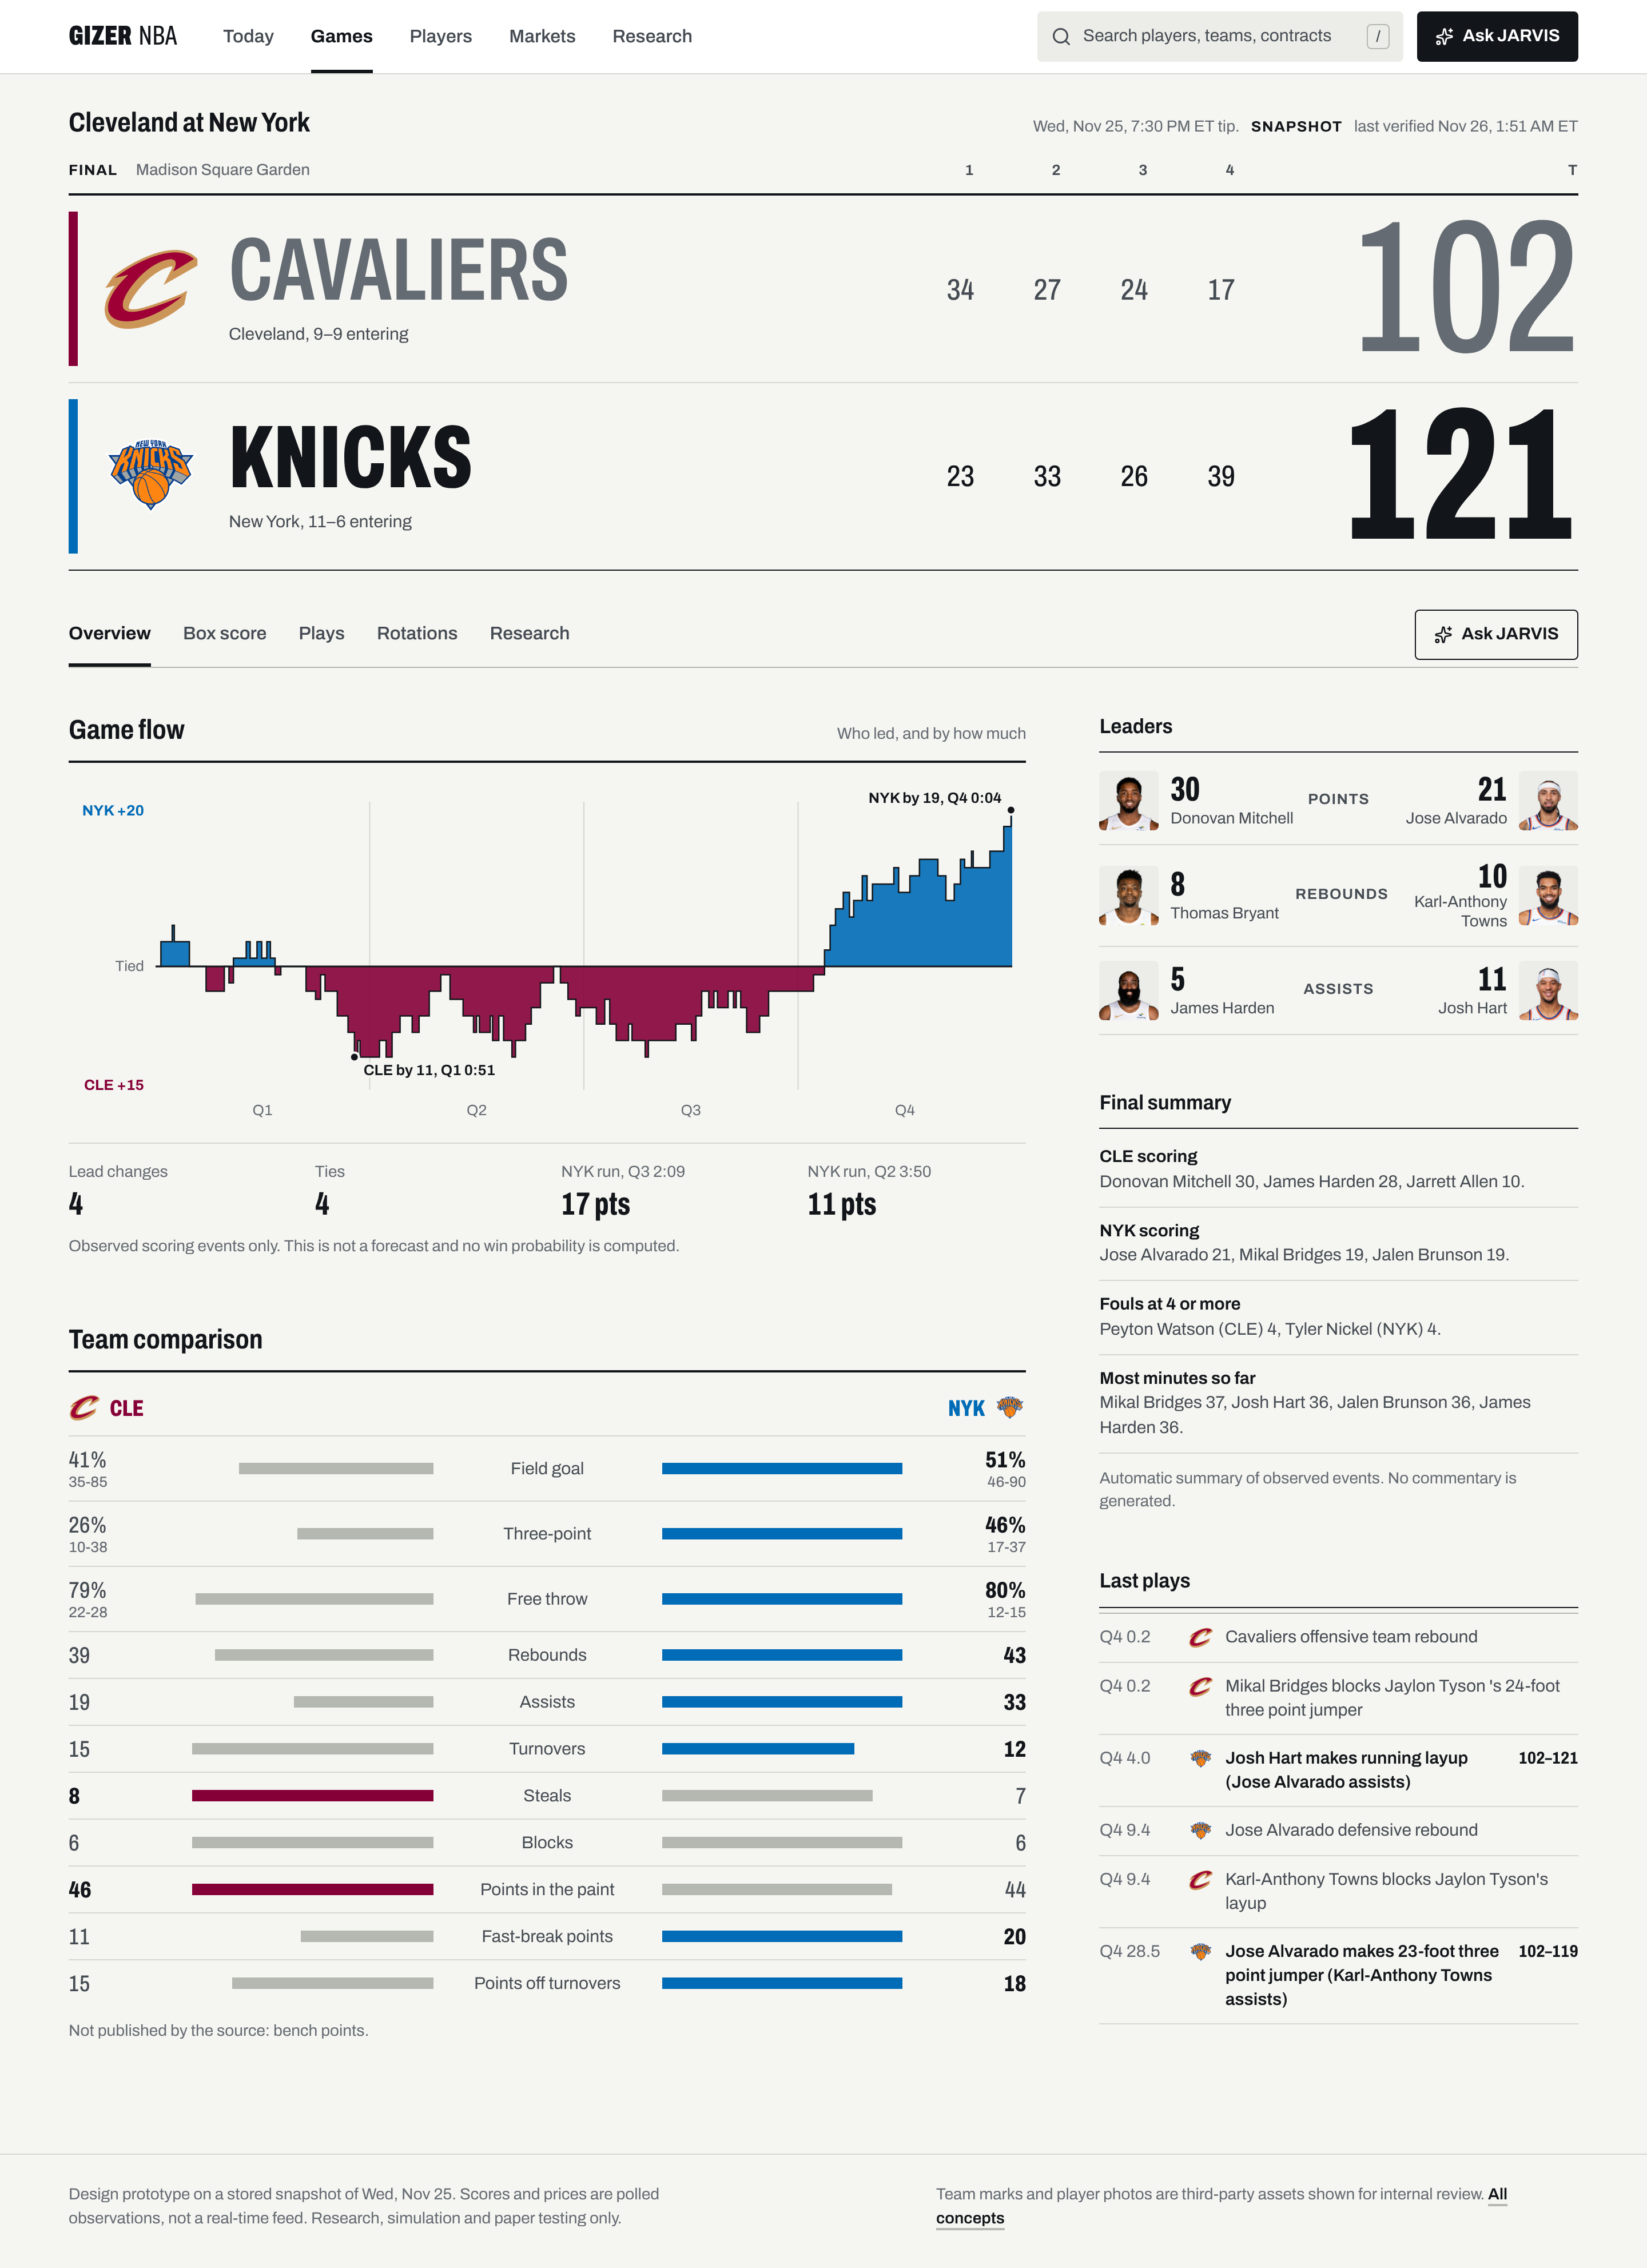 GIZER NBA
Today
Games
Players
Markets
Research
Search players, teams, contracts
/
Ask JARVIS
Cleveland at New York
Wed, Nov 25, 7:30 PM ET tip. SNAPSHOT last verified Nov 26, 1:51 AM ET
FINAL Madison Square Garden 1 2 3 4 T
CAVALIERS
Cleveland, 9–9 entering
34 27 24 17 102
NEW YORK
KNICKS
KNICKS
New York, 11–6 entering
23 33 26 39 121
Overview
Box score
Plays
Rotations
Research
Ask JARVIS
Game flow
Who led, and by how much
NYK +20
NYK by 19, Q4 0:04
Tied
CLE by 11, Q1 0:51
CLE +15
Q1 Q2 Q3 Q4
Lead changes
4
Ties
4
NYK run, Q3 2:09
17 pts
NYK run, Q2 3:50
11 pts
Observed scoring events only. This is not a forecast and no win probability is computed.
Team comparison
CLE
NYK
41% Field goal 51%
35-85 46-90
26% Three-point 46%
10-38 17-37
79% Free throw 80%
22-28 12-15
39 Rebounds 43
19 Assists 33
15 Turnovers 12
8 Steals 7
6 Blocks 6
46 Points in the paint 44
11 Fast-break points 20
15 Points off turnovers 18
Not published by the source: bench points.
Leaders
30 POINTS 21
Donovan Mitchell Jose Alvarado
8 REBOUNDS 10
Thomas Bryant Karl-Anthony
Towns
5 ASSISTS 11
James Harden Josh Hart
Final summary
CLE scoring
Donovan Mitchell 30, James Harden 28, Jarrett Allen 10.
NYK scoring
Jose Alvarado 21, Mikal Bridges 19, Jalen Brunson 19.
Fouls at 4 or more
Peyton Watson (CLE) 4, Tyler Nickel (NYK) 4.
Most minutes so far
Mikal Bridges 37, Josh Hart 36, Jalen Brunson 36, James
Harden 36.
Automatic summary of observed events. No commentary is
generated.
Last plays
Q4 0.2 Cavaliers offensive team rebound
Q4 0.2 Mikal Bridges blocks Jaylon Tyson 's 24-foot
three point jumper
Q4 4.0 Josh Hart makes running layup 102–121
(Jose Alvarado assists)
Q4 9.4 Jose Alvarado defensive rebound
Q4 9.4 Karl-Anthony Towns blocks Jaylon Tyson's
layup
Q4 28.5 Jose Alvarado makes 23-foot three 102–119
point jumper (Karl-Anthony Towns
assists)
Design prototype on a stored snapshot of Wed, Nov 25. Scores and prices are polled
observations, not a real-time feed. Research, simulation and paper testing only.
Team marks and player photos are third-party assets shown for internal review. All
concepts